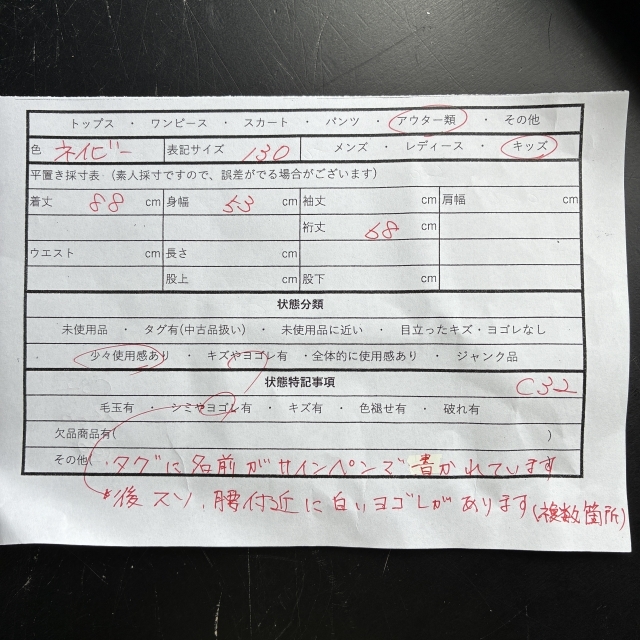 トップス ・ ワンピース ・ スカート ・ パンツ ・ アウター類 ・ その他
色 ネイビー 表記サイズ 130 メンズ ・ レディース ・ キッズ
平置き採寸表（素人採寸ですので、誤差がでる場合がございます）
着丈 88 cm 身幅 53 cm 袖丈 cm 肩幅 cm
裄丈 68 cm
ウエスト cm 長さ cm
股上 cm 股下 cm
状態分類
未使用品 ・ タグ有(中古品扱い) ・ 未使用品に近い ・ 目立ったキズ・ヨゴレなし
少々使用感あり ・ キズやヨゴレ有 ・全体的に使用感あり ・ ジャンク品
状態特記事項 C32
毛玉有 ・ シミやヨゴレ有 ・ キズ有 ・ 色褪せ有 ・ 破れ有
欠品商品有( )
その他( タグに名前がサインペンで書かれています
後スソ、腰付近に白いヨゴレがあります(複数箇所)